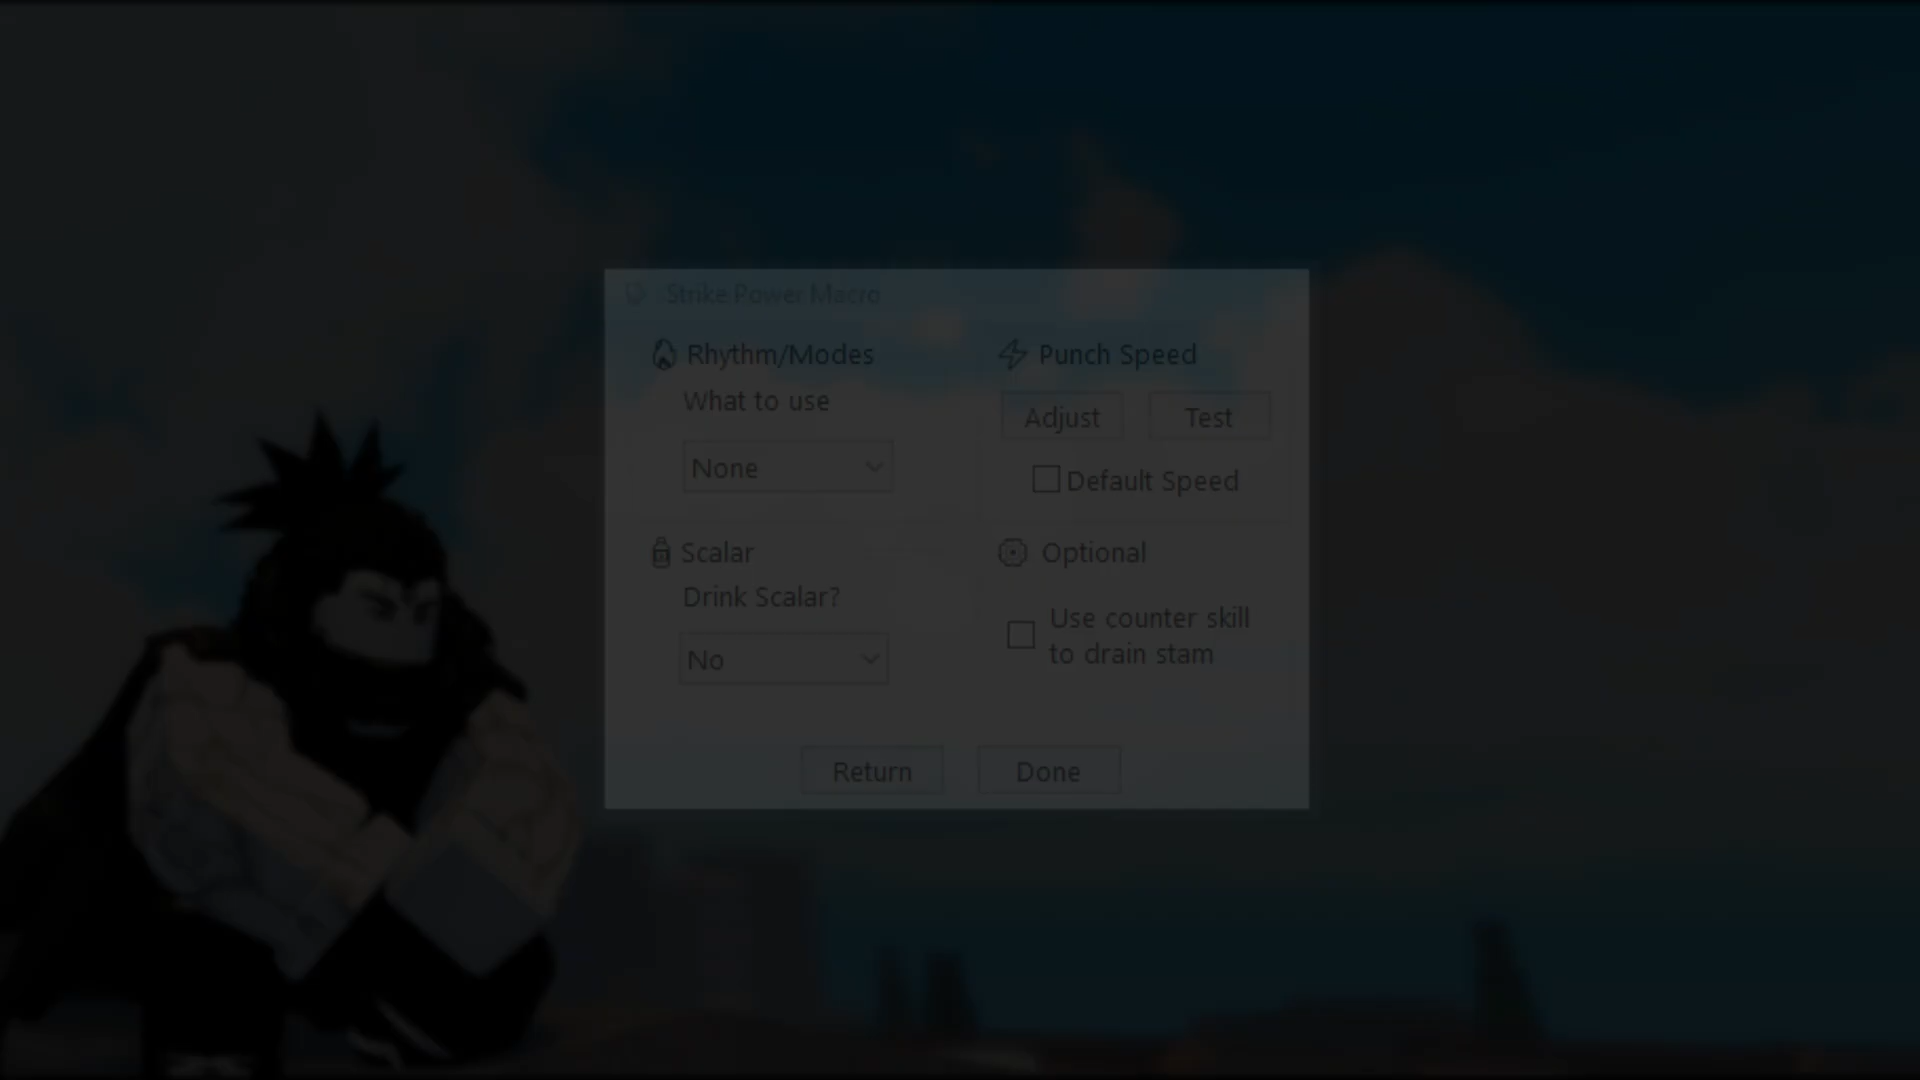 Strike Power Macro
Rhythm/Modes
What to use
None
Punch Speed
Adjust Test
Default Speed
Scalar
Drink Scalar?
No
Optional
Use counter skill
to drain stam
Return Done